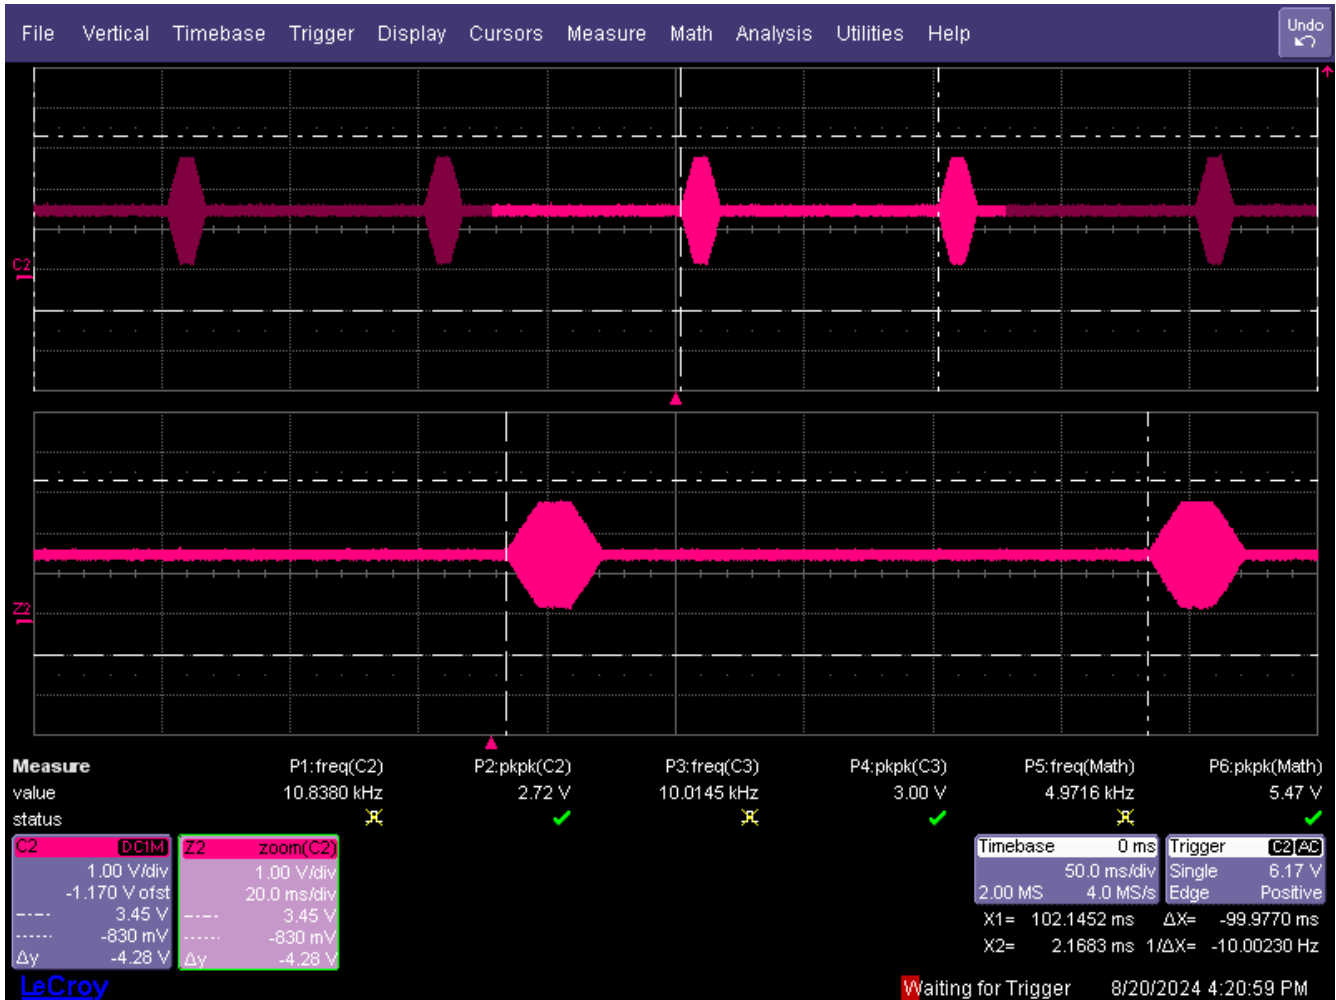 File Vertical Timebase Trigger Display Cursors Measure Math Analysis Utilities Help Undo
C2
Z2
Measure P1:freq(C2) P2:pkpk(C2) P3:freq(C3) P4:pkpk(C3) P5:freq(Math) P6:pkpk(Math)
value 10.8380 kHz 2.72 V 10.0145 kHz 3.00 V 4.9716 kHz 5.47 V
status
C2 DC1M
1.00 V/div
-1.170 V ofst
3.45 V
-830 mV
Δy -4.28 V
Z2 zoom(C2)
1.00 V/div
20.0 ms/div
3.45 V
-830 mV
Δy -4.28 V
Timebase 0 ms
50.0 ms/div
2.00 MS 4.0 MS/s
Trigger C2 AC
Single 6.17 V
Edge Positive
X1= 102.1452 ms ΔX= -99.9770 ms
X2= 2.1683 ms 1/ΔX= -10.00230 Hz
LeCroy
Waiting for Trigger 8/20/2024 4:20:59 PM